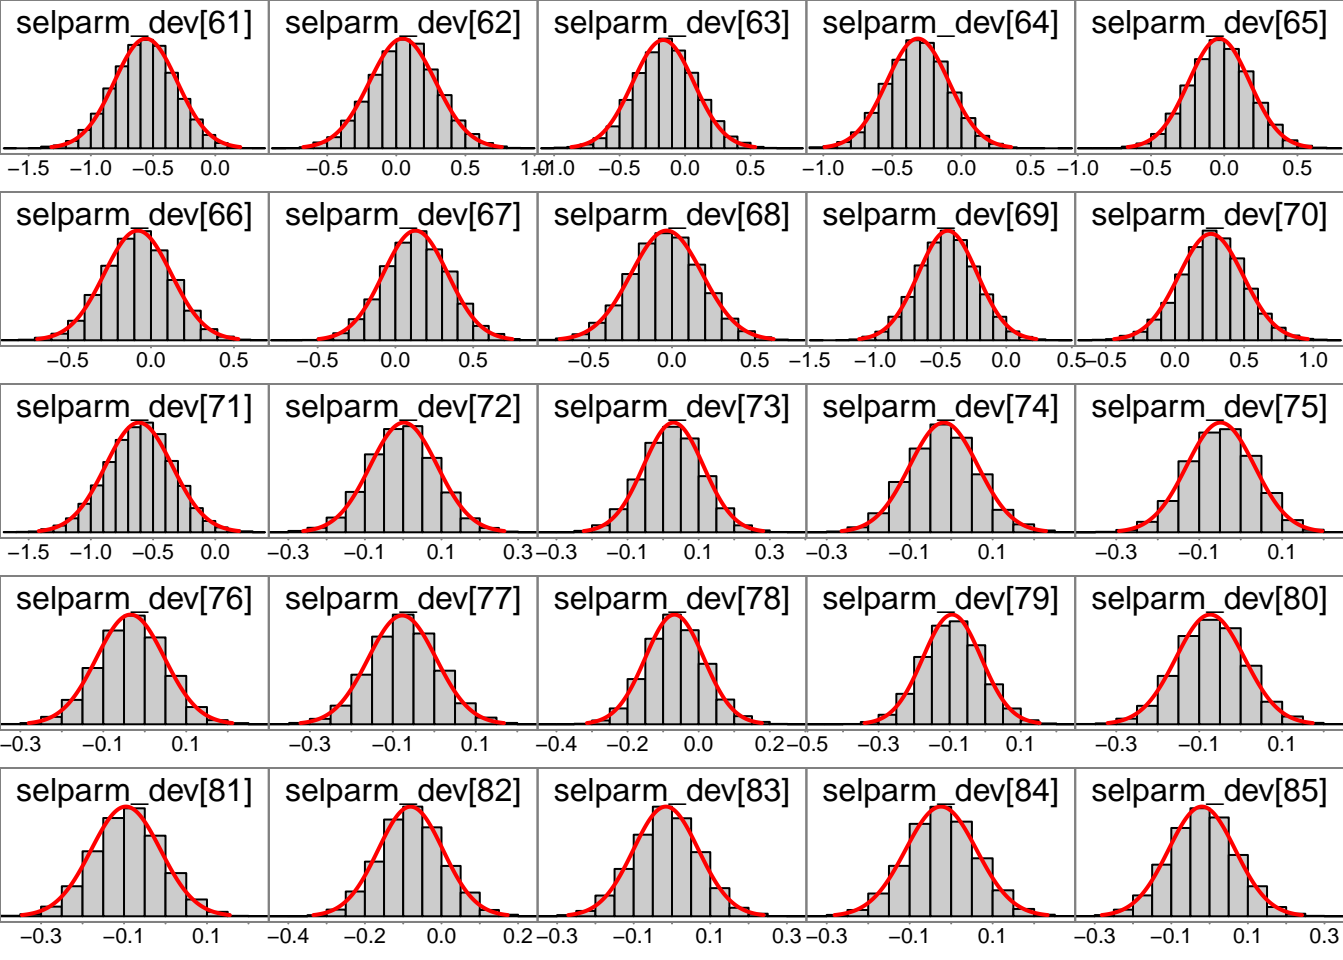 selparm_dev[61] selparm_dev[62] selparm_dev[63] selparm_dev[64] selparm_dev[65]
−1.5 −1.0 −0.5 0.0 −0.5 0.0 0.5 1.0 −1.0 −0.5 0.0 0.5 −1.0 −0.5 0.0 0.5 −1.0 −0.5 0.0 0.5
selparm_dev[66] selparm_dev[67] selparm_dev[68] selparm_dev[69] selparm_dev[70]
−0.5 0.0 0.5 −0.5 0.0 0.5 −0.5 0.0 0.5 −1.5 −1.0 −0.5 0.0 0.5 −0.5 0.0 0.5 1.0
selparm_dev[71] selparm_dev[72] selparm_dev[73] selparm_dev[74] selparm_dev[75]
−1.5 −1.0 −0.5 0.0 −0.3 −0.1 0.1 0.3 −0.3 −0.1 0.1 0.3 −0.3 −0.1 0.1 −0.3 −0.1 0.1
selparm_dev[76] selparm_dev[77] selparm_dev[78] selparm_dev[79] selparm_dev[80]
−0.3 −0.1 0.1 −0.3 −0.1 0.1 −0.4 −0.2 0.0 0.2 −0.5 −0.3 −0.1 0.1 −0.3 −0.1 0.1
selparm_dev[81] selparm_dev[82] selparm_dev[83] selparm_dev[84] selparm_dev[85]
−0.3 −0.1 0.1 −0.4 −0.2 0.0 0.2 −0.3 −0.1 0.1 0.3 −0.3 −0.1 0.1 −0.3 −0.1 0.1 0.3